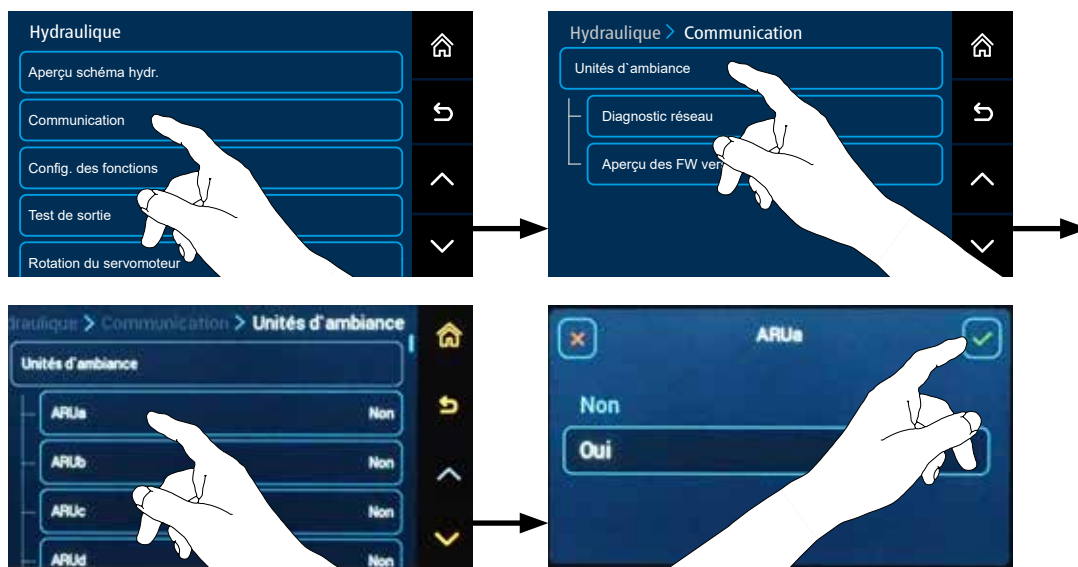 Hydraulique
Aperçu schéma hydr.
Communication
Config. des fonctions
Test de sortie
Rotation du servomoteur
Hydraulique > Communication
Unités d`ambiance
Diagnostic réseau
Aperçu des FW ver
draulique > Communication > Unités d'ambiance
Unités d'ambiance
ARUa Non
ARUb Non
ARUc Non
ARUd Non
ARUa
Non
Oui